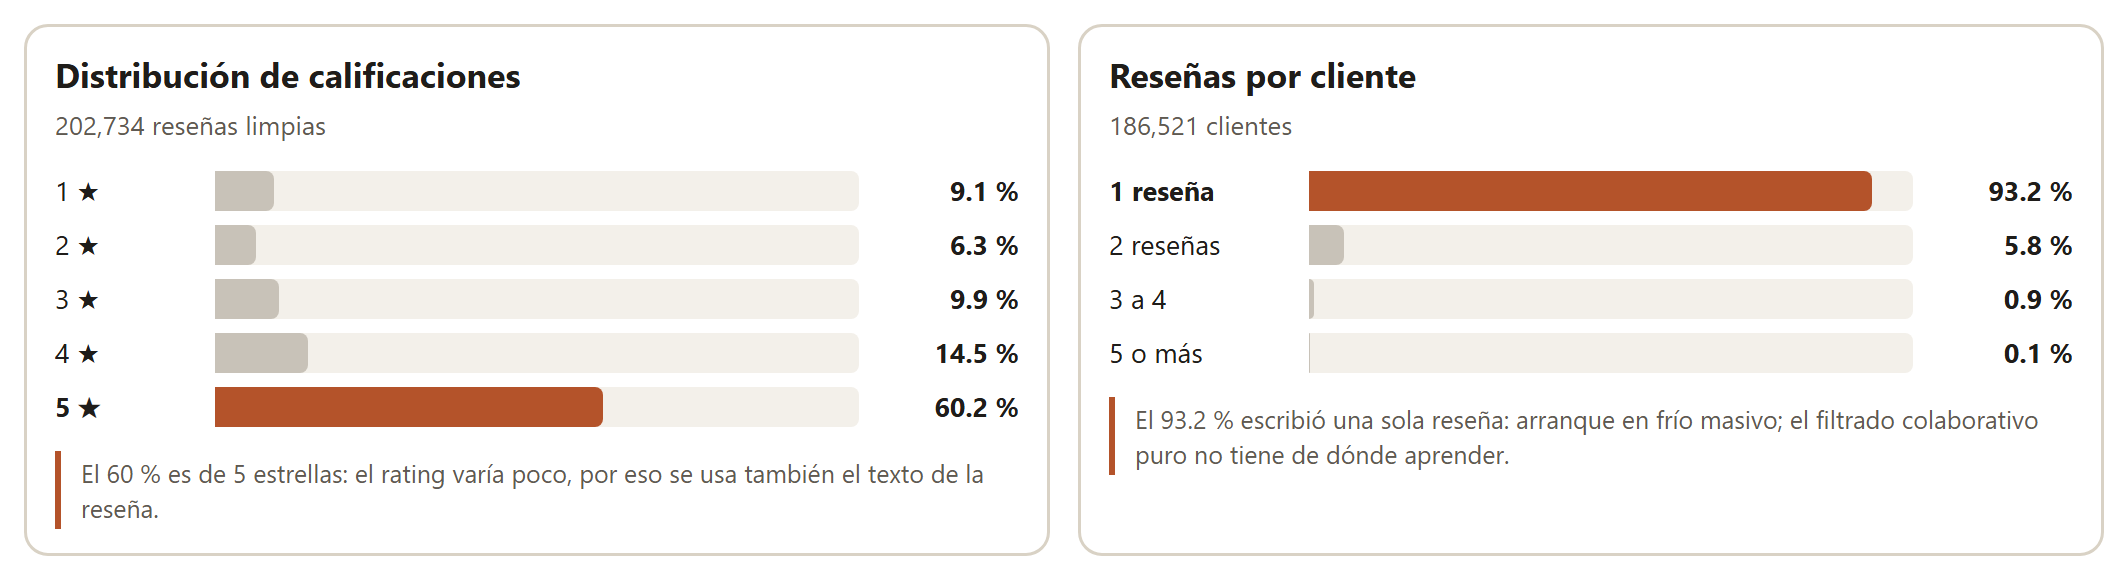 Distribución de calificaciones
202,734 reseñas limpias
1 ★ 9.1 %
2 ★ 6.3 %
3 ★ 9.9 %
4 ★ 14.5 %
5 ★ 60.2 %
El 60 % es de 5 estrellas: el rating varía poco, por eso se usa también el texto de la
reseña.
Reseñas por cliente
186,521 clientes
1 reseña 93.2 %
2 reseñas 5.8 %
3 a 4 0.9 %
5 o más 0.1 %
El 93.2 % escribió una sola reseña: arranque en frío masivo; el filtrado colaborativo
puro no tiene de dónde aprender.